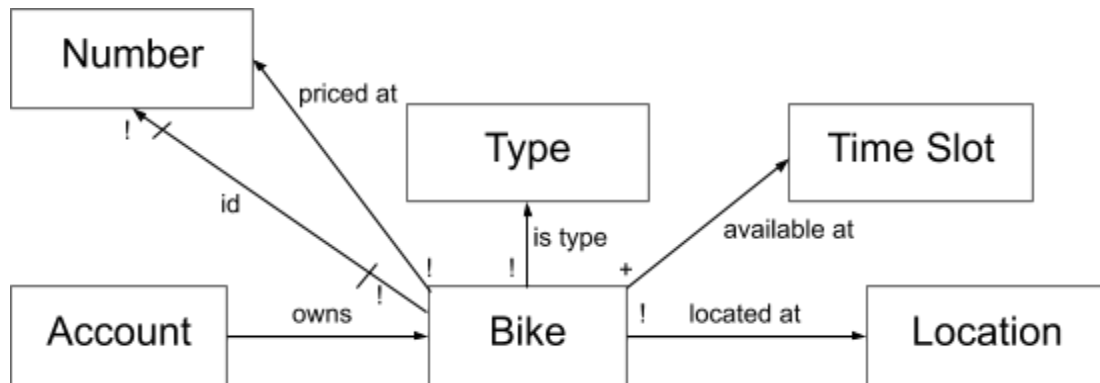 Number
priced at
!
Type
Time Slot
id
is type
available at
!
!
!
+
Account
owns
Bike
!
located at
Location